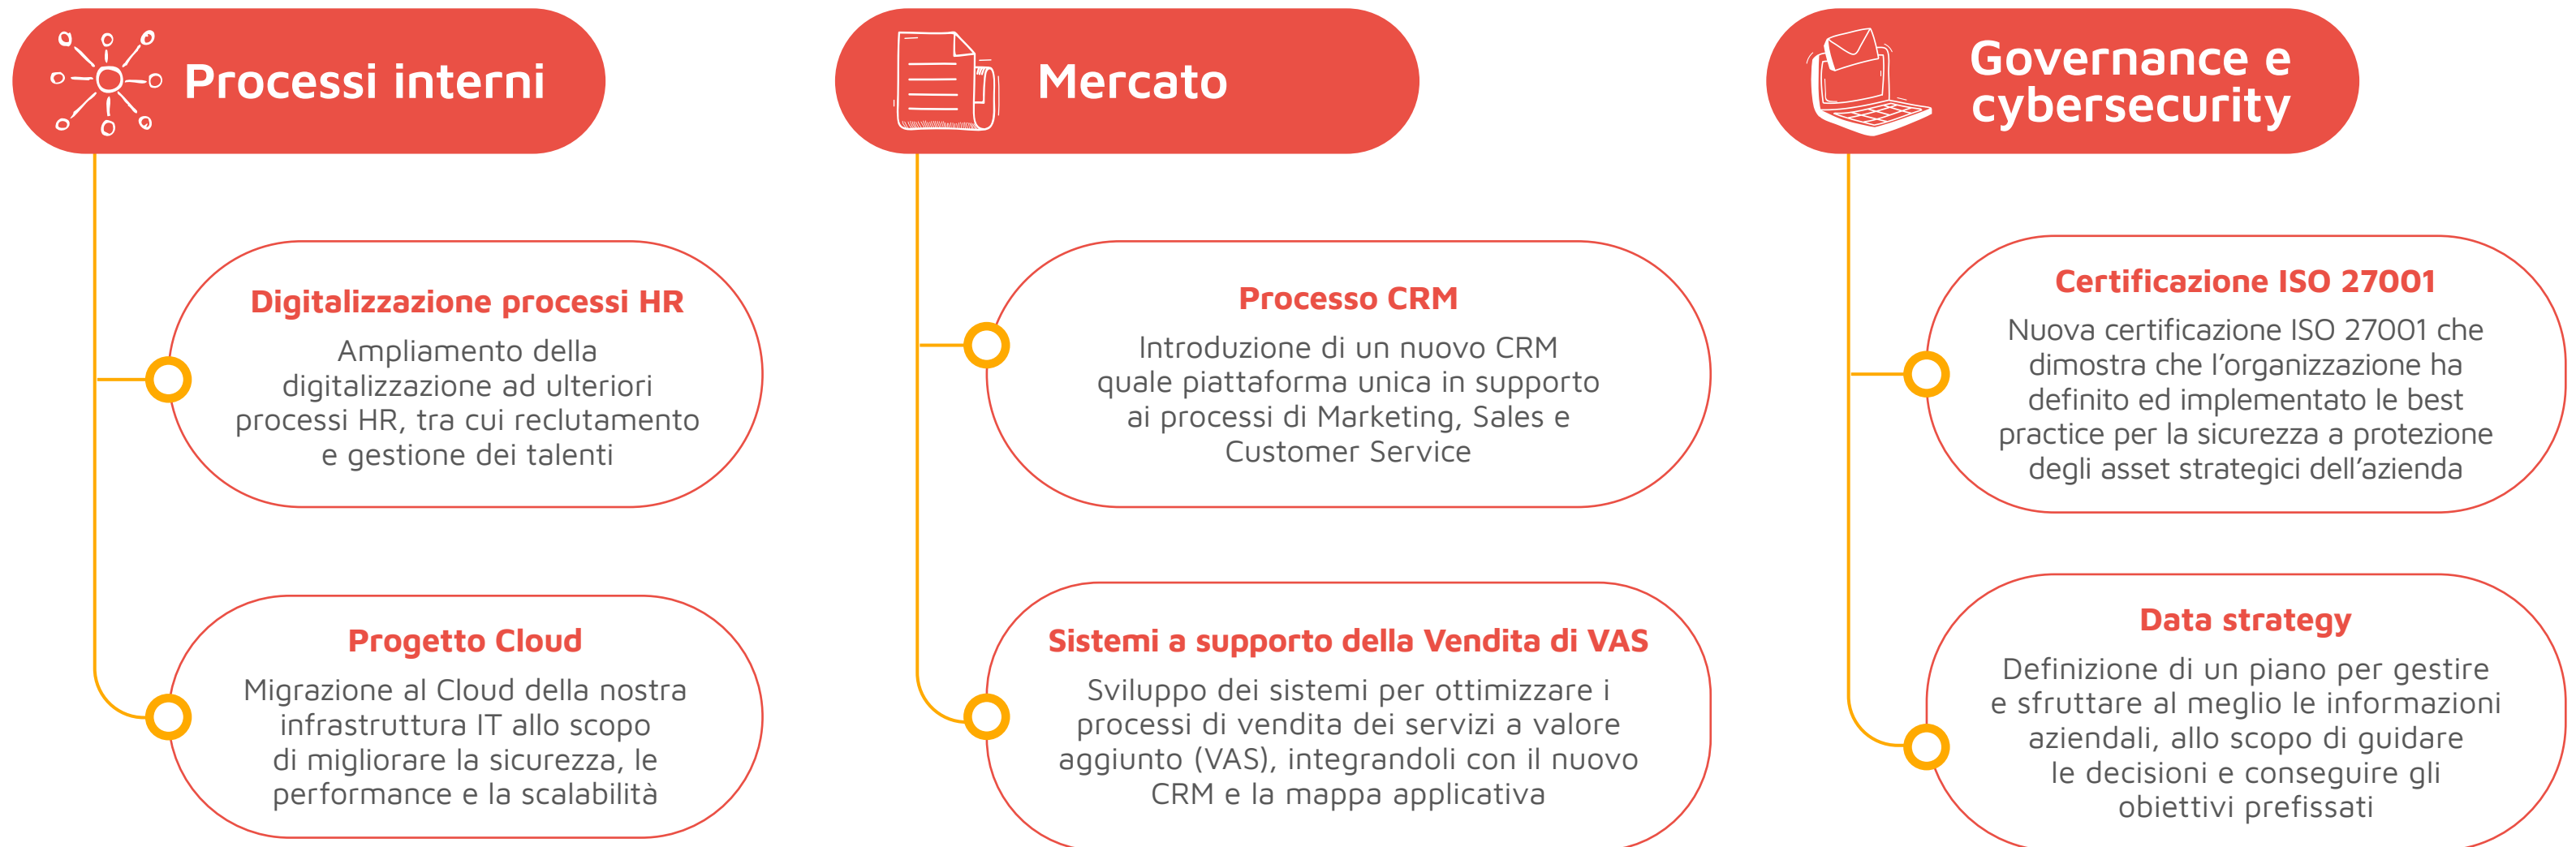 Processi interni
Digitalizzazione processi HR
Ampliamento della
digitalizzazione ad ulteriori
processi HR, tra cui reclutamento
e gestione dei talenti
Progetto Cloud
Migrazione al Cloud della nostra
infrastruttura IT allo scopo
di migliorare la sicurezza, le
performance e la scalabilità
Mercato
Processo CRM
Introduzione di un nuovo CRM
quale piattaforma unica in supporto
ai processi di Marketing, Sales e
Customer Service
Sistemi a supporto della Vendita di VAS
Sviluppo dei sistemi per ottimizzare i
processi di vendita dei servizi a valore
aggiunto (VAS), integrandoli con il nuovo
CRM e la mappa applicativa
Governance e
cybersecurity
Certificazione ISO 27001
Nuova certificazione ISO 27001 che
dimostra che l’organizzazione ha
definito ed implementato le best
practice per la sicurezza a protezione
degli asset strategici dell’azienda
Data strategy
Definizione di un piano per gestire
e sfruttare al meglio le informazioni
aziendali, allo scopo di guidare
le decisioni e conseguire gli
obiettivi prefissati